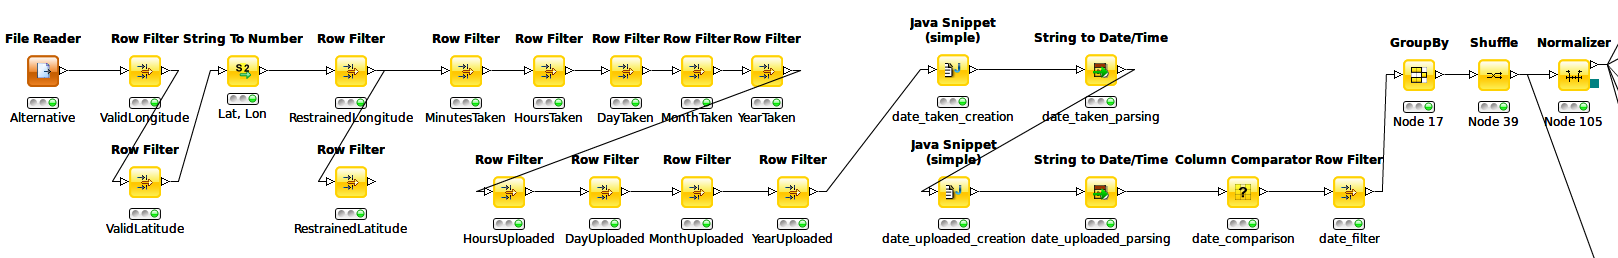 File Reader
Alternative
Row Filter
ValidLongitude
Row Filter
ValidLatitude
String To Number
S2
Lat, Lon
Row Filter
RestrainedLongitude
Row Filter
RestrainedLatitude
Row Filter
MinutesTaken
Row Filter
HoursTaken
Row Filter
DayTaken
Row Filter
MonthTaken
Row Filter
YearTaken
Row Filter
HoursUploaded
Row Filter
DayUploaded
Row Filter
MonthUploaded
Row Filter
YearUploaded
Java Snippet
(simple)
date_taken_creation
String to Date/Time
date_taken_parsing
Java Snippet
(simple)
date_uploaded_creation
String to Date/Time
date_uploaded_parsing
Column Comparator
?
date_comparison
Row Filter
date_filter
GroupBy
Node 17
Shuffle
Node 39
Normalizer
Node 105